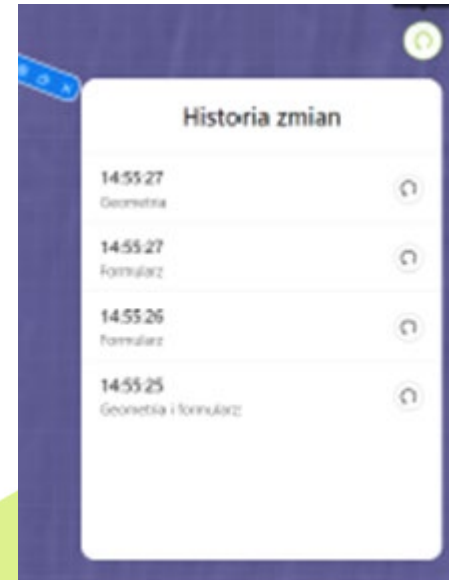 Historia zmian
14:55:27
Geometria
14:55:27
Formularz
14:55:26
Formularz
14:55:25
Geometria i formularz